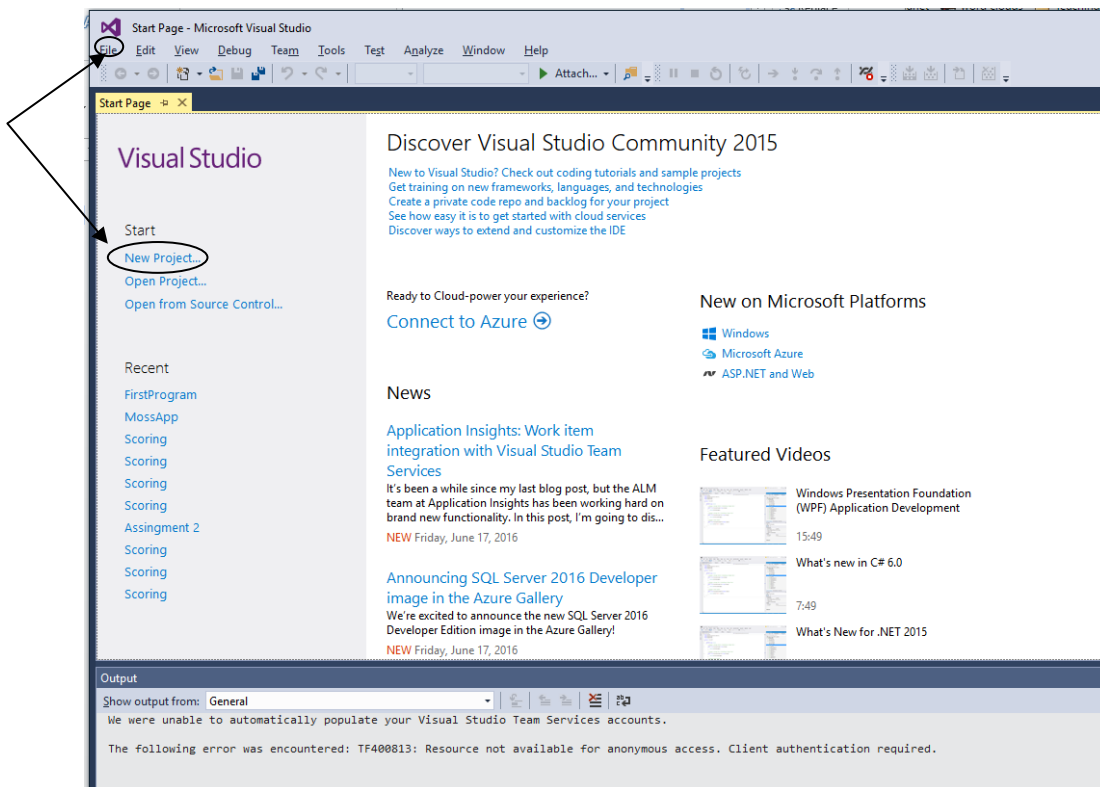 Start Page - Microsoft Visual Studio
File Edit View Debug Team Tools Test Analyze Window Help
Attach...
Start Page
Visual Studio
Start
New Project...
Open Project...
Open from Source Control...
Recent
FirstProgram
MossApp
Scoring
Scoring
Scoring
Scoring
Assingment 2
Scoring
Scoring
Scoring
Discover Visual Studio Community 2015
New to Visual Studio? Check out coding tutorials and sample projects
Get training on new frameworks, languages, and technologies
Create a private code repo and backlog for your project
See how easy it is to get started with cloud services
Discover ways to extend and customize the IDE
Ready to Cloud-power your experience?
Connect to Azure
News
Application Insights: Work item
integration with Visual Studio Team
Services
It's been a while since my last blog post, but the ALM
team at Application Insights has been working hard on
brand new functionality. In this post, I'm going to dis...
NEW Friday, June 17, 2016
Announcing SQL Server 2016 Developer
image in the Azure Gallery
We're excited to announce the new SQL Server 2016
Developer Edition image in the Azure Gallery!
NEW Friday, June 17, 2016
New on Microsoft Platforms
Windows
Microsoft Azure
ASP.NET and Web
Featured Videos
Windows Presentation Foundation
(WPF) Application Development
15:49
What's new in C# 6.0
7:49
What's New for .NET 2015
Output
Show output from: General
We were unable to automatically populate your Visual Studio Team Services accounts.
The following error was encountered: TF400813: Resource not available for anonymous access. Client authentication required.